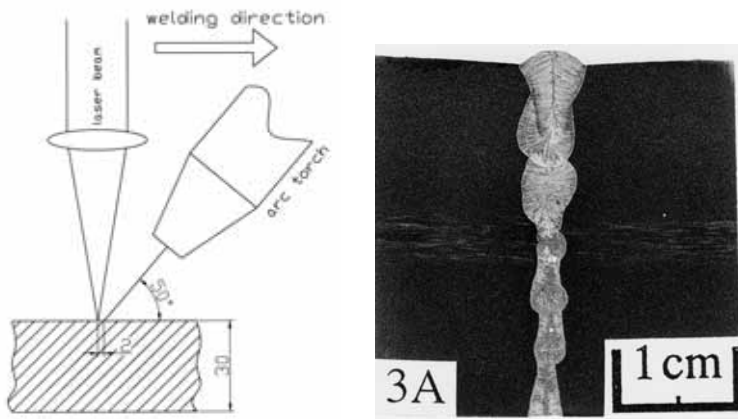 welding direction
laser beam
arc torch
50°
2
30
3A
1 cm